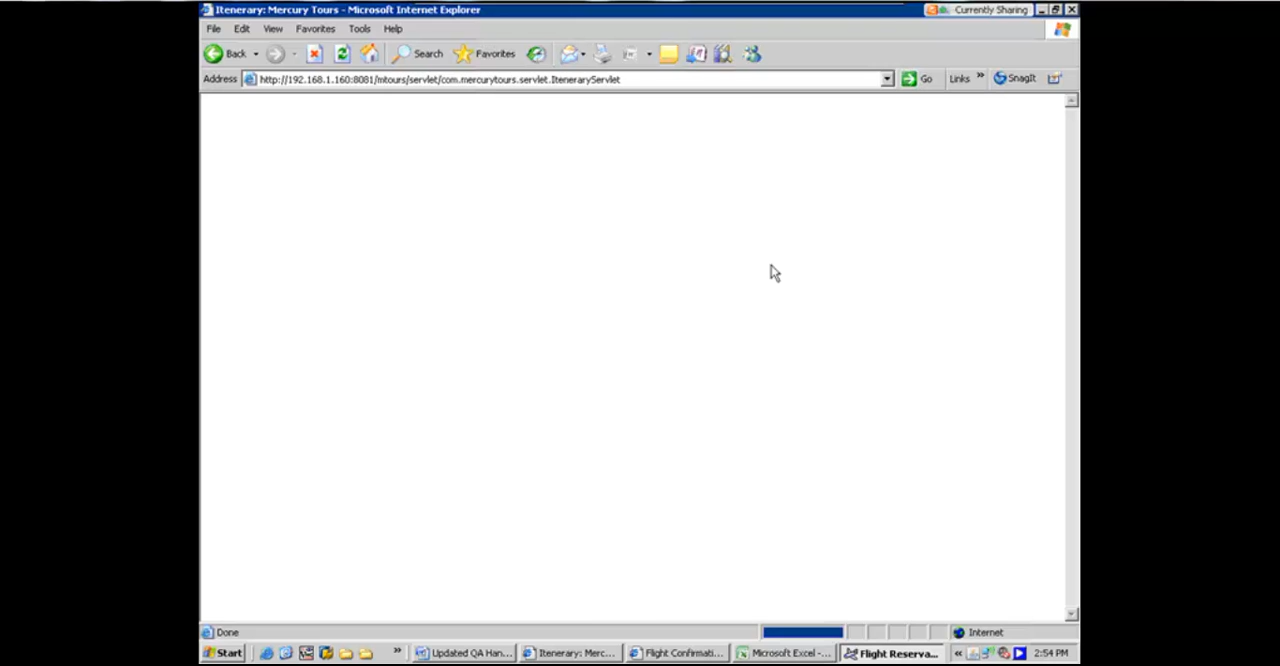 Itenerary: Mercury Tours - Microsoft Internet Explorer
Currently Sharing
File Edit View Favorites Tools Help
Back Search Favorites
Address http://192.168.1.160:8081/mtours/servlet/com.mercurytours.servlet.IteneraryServlet Go Links » SnagIt
Done Internet
Start » Updated QA Han... Itenerary: Merc... Flight Confirmati... Microsoft Excel -... Flight Reserva... « 2:54 PM